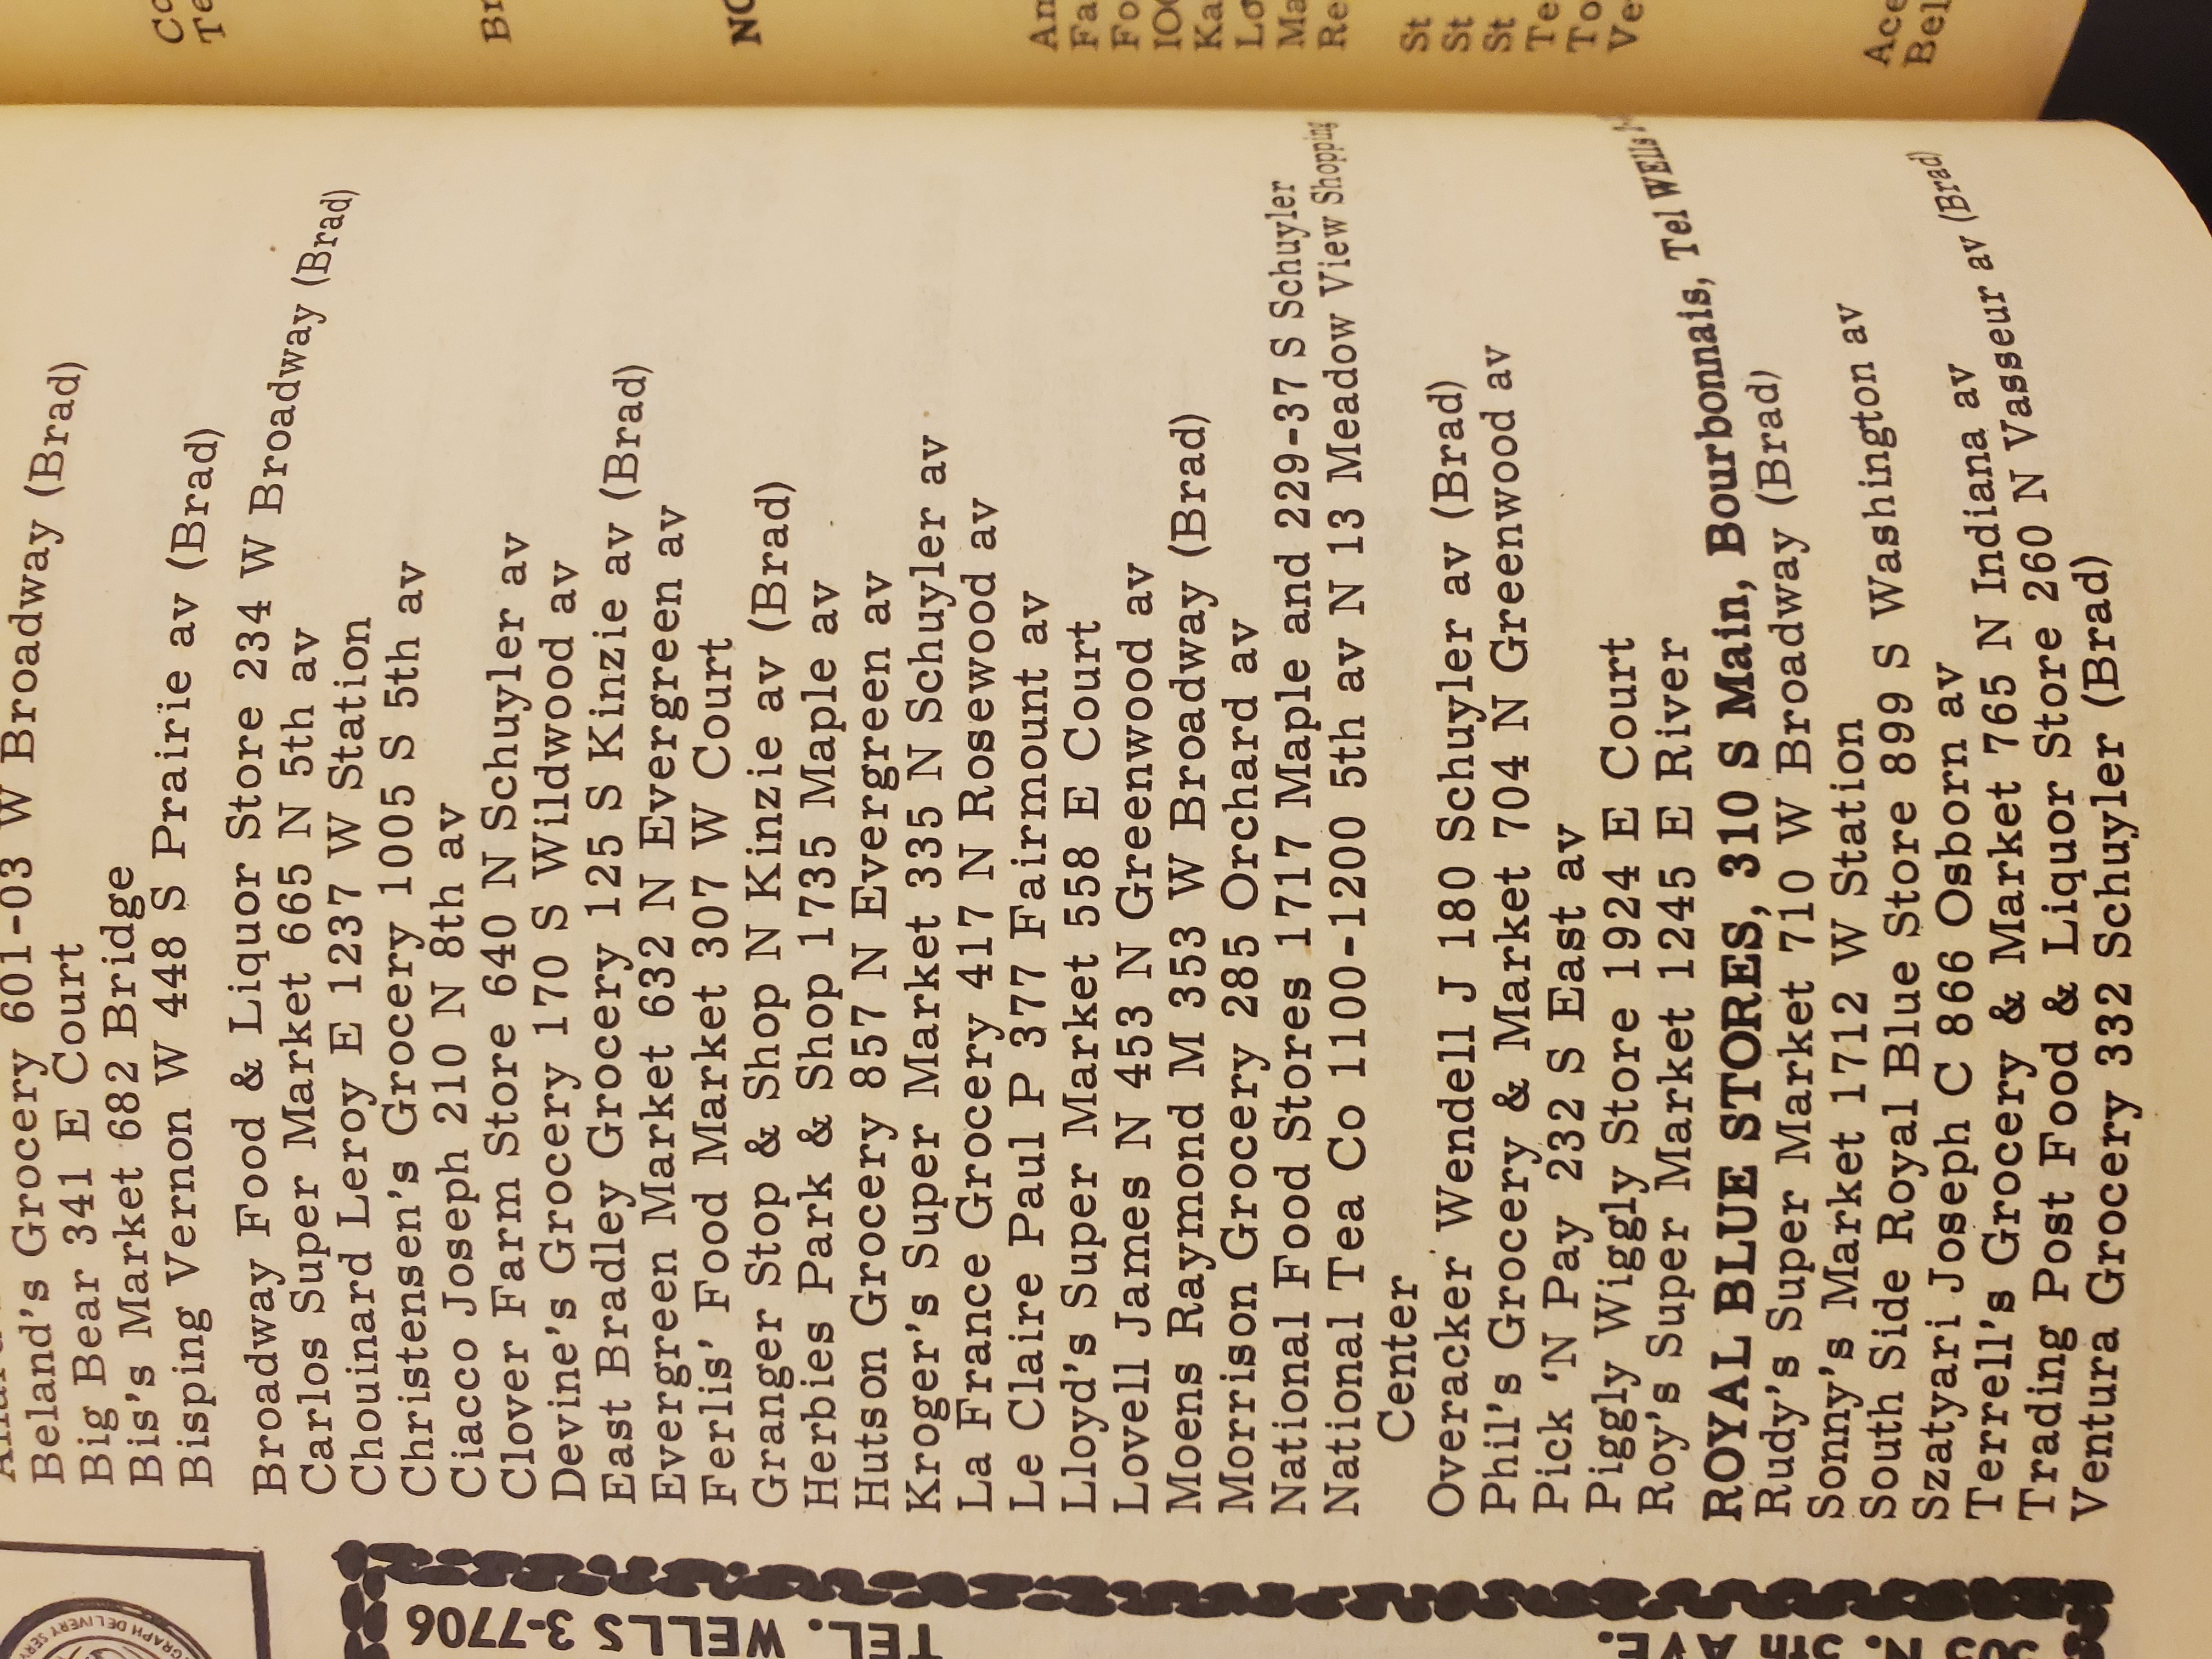 Beland's Grocery 601-03 W Broadway (Brad)
Big Bear 341 E Court
Bis's Market 682 Bridge
Bisping Vernon W 448 S Prairie av (Brad)
Broadway Food & Liquor Store 234 W Broadway (Brad)
Carlos Super Market 665 N 5th av
Chouinard Leroy E 1237 W Station
Christensen's Grocery 1005 S 5th av
Ciacco Joseph 210 N 8th av
Clover Farm Store 640 N Schuyler av
Devine's Grocery 170 S Wildwood av
East Bradley Grocery 125 S Kinzie av (Brad)
Evergreen Market 632 N Evergreen av
Ferlis' Food Market 307 W Court
Granger Stop & Shop N Kinzie av (Brad)
Herbies Park & Shop 1735 Maple av
Hutson Grocery 857 N Evergreen av
Kroger's Super Market 335 N Schuyler av
La France Grocery 417 N Rosewood av
Le Claire Paul P 377 Fairmount av
Lloyd's Super Market 558 E Court
Lovell James N 453 N Greenwood av
Moens Raymond M 353 W Broadway (Brad)
Morrison Grocery 285 Orchard av
National Food Stores 1717 Maple and 229-37 S Schuyler
National Tea Co 1100-1200 5th av N 13 Meadow View Shopping
Center
Overacker Wendell J 180 Schuyler av (Brad)
Phil's Grocery & Market 704 N Greenwood av
Pick 'N Pay 232 S East av
Piggly Wiggly Store 1924 E Court
Roy's Super Market 1245 E River
ROYAL BLUE STORES, 310 S Main, Bourbonnais, Tel WElls
Rudy's Super Market 710 W Broadway (Brad)
Sonny's Market 1712 W Station
South Side Royal Blue Store 899 S Washington av
Szatyari Joseph C 866 Osborn av
Terrell's Grocery & Market 765 N Indiana av
Trading Post Food & Liquor Store 260 N Vasseur av (Brad)
Ventura Grocery 332 Schuyler (Brad)
TEL. WELLS 3-7706
5th AVE.